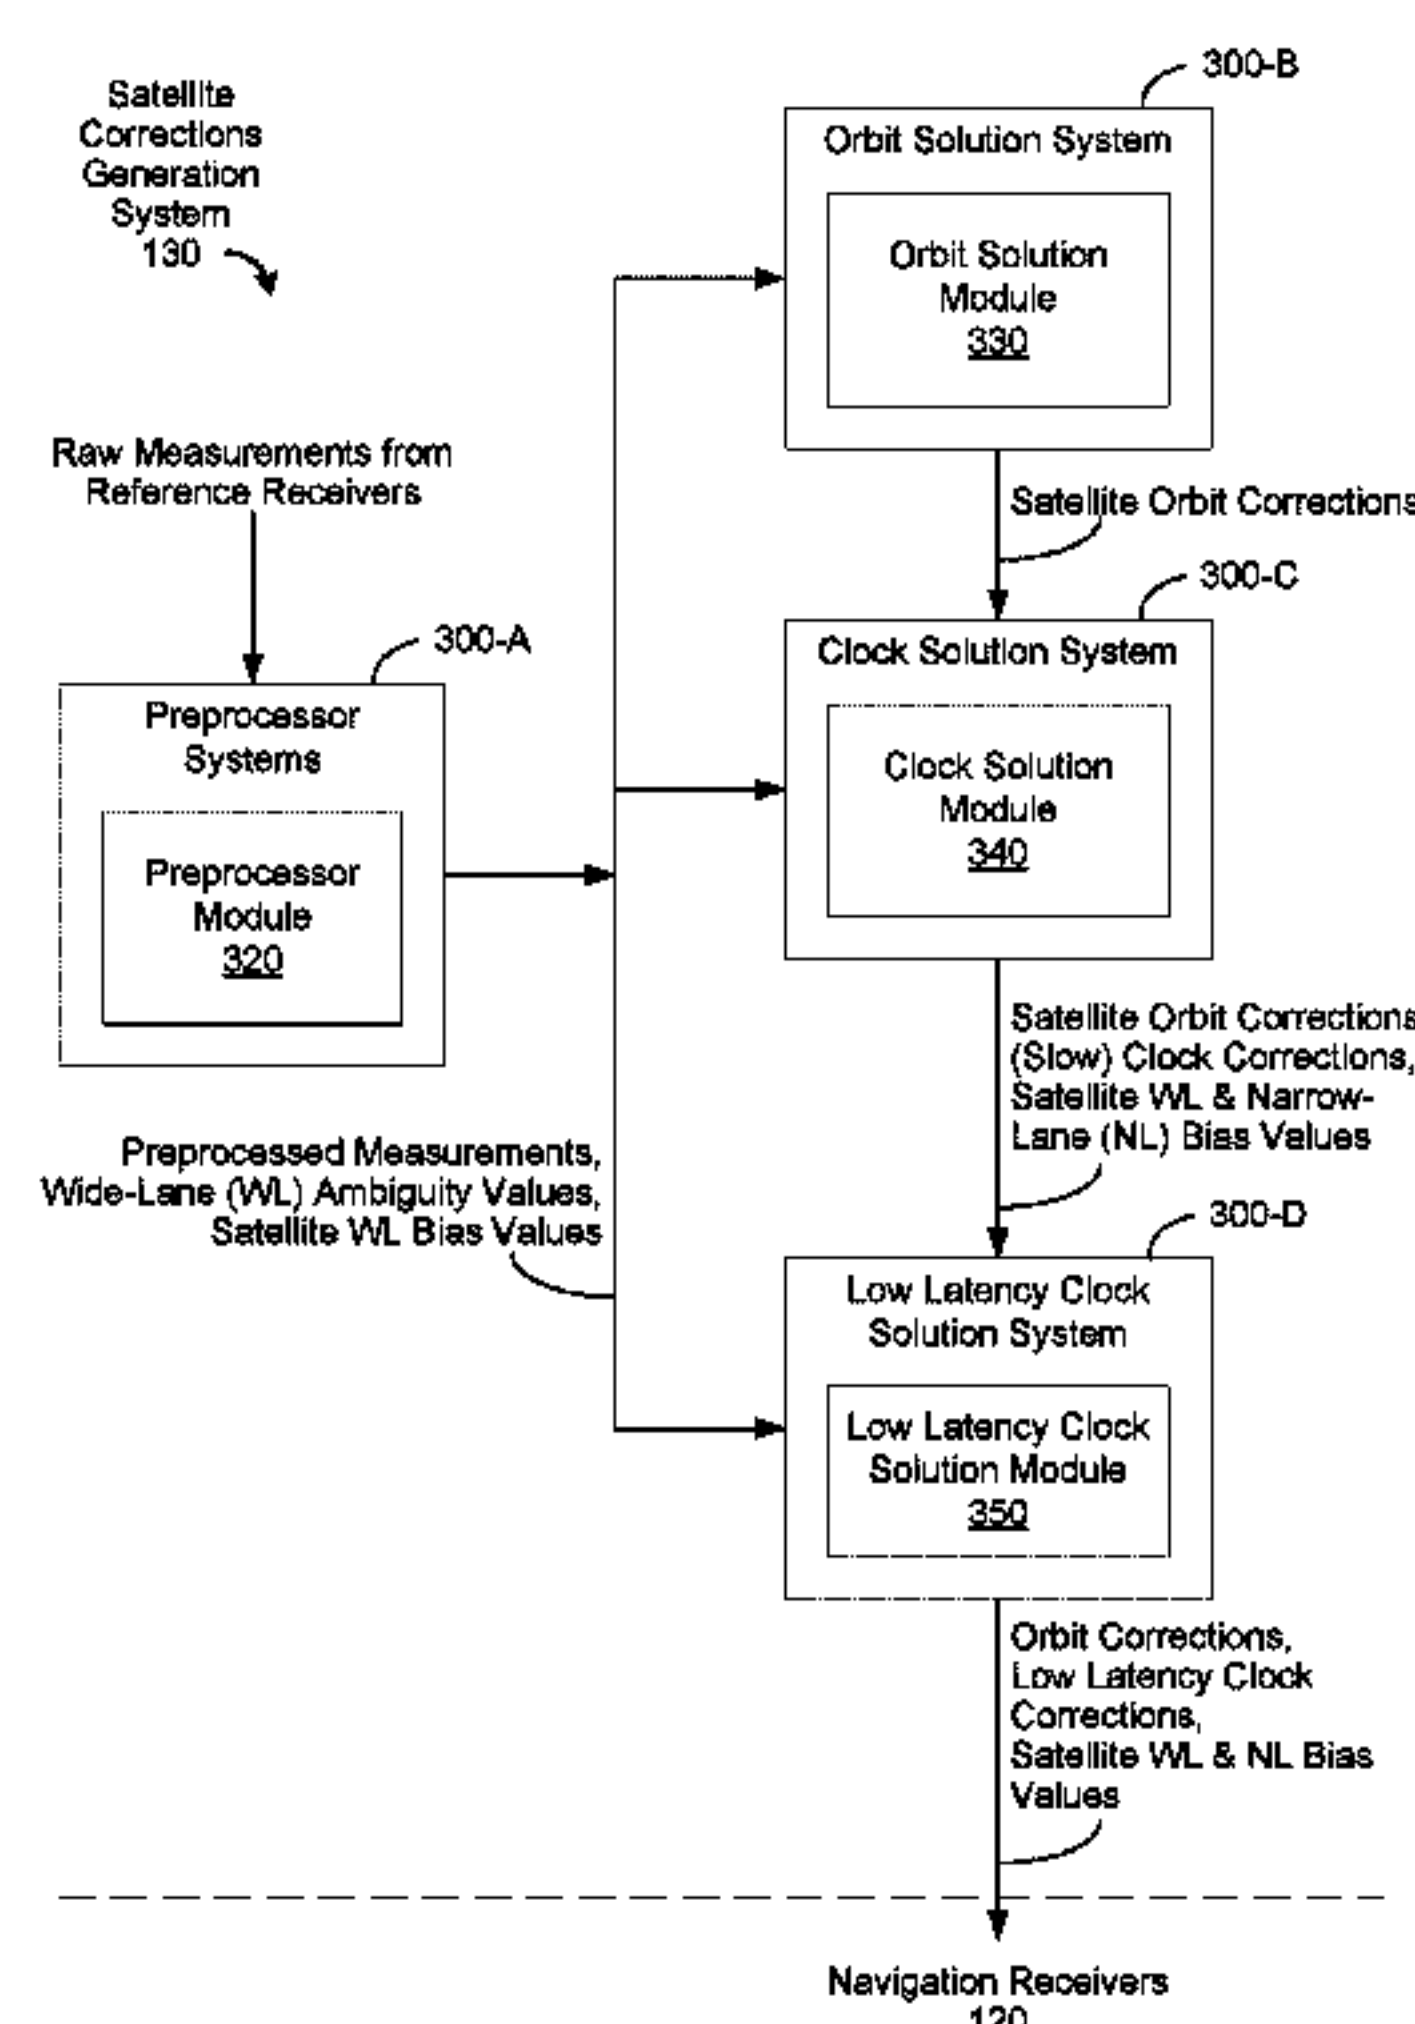 Satellite
Corrections
Generation
System
130
300-B
Orbit Solution System
Orbit Solution
Module
330
Raw Measurements from
Reference Receivers
Satellite Orbit Corrections
300-C
300-A
Clock Solution System
Preprocessor
Systems
Clock Solution
Module
340
Preprocessor
Module
320
Satellite Orbit Corrections
(Slow) Clock Corrections,
Satellite WL & Narrow-
Lane (NL) Bias Values
Preprocessed Measurements,
Wide-Lane (WL) Ambiguity Values,
Satellite WL Bias Values
300-D
Low Latency Clock
Solution System
Low Latency Clock
Solution Module
350
Orbit Corrections,
Low Latency Clock
Corrections,
Satellite WL & NL Bias
Values
Navigation Receivers
120